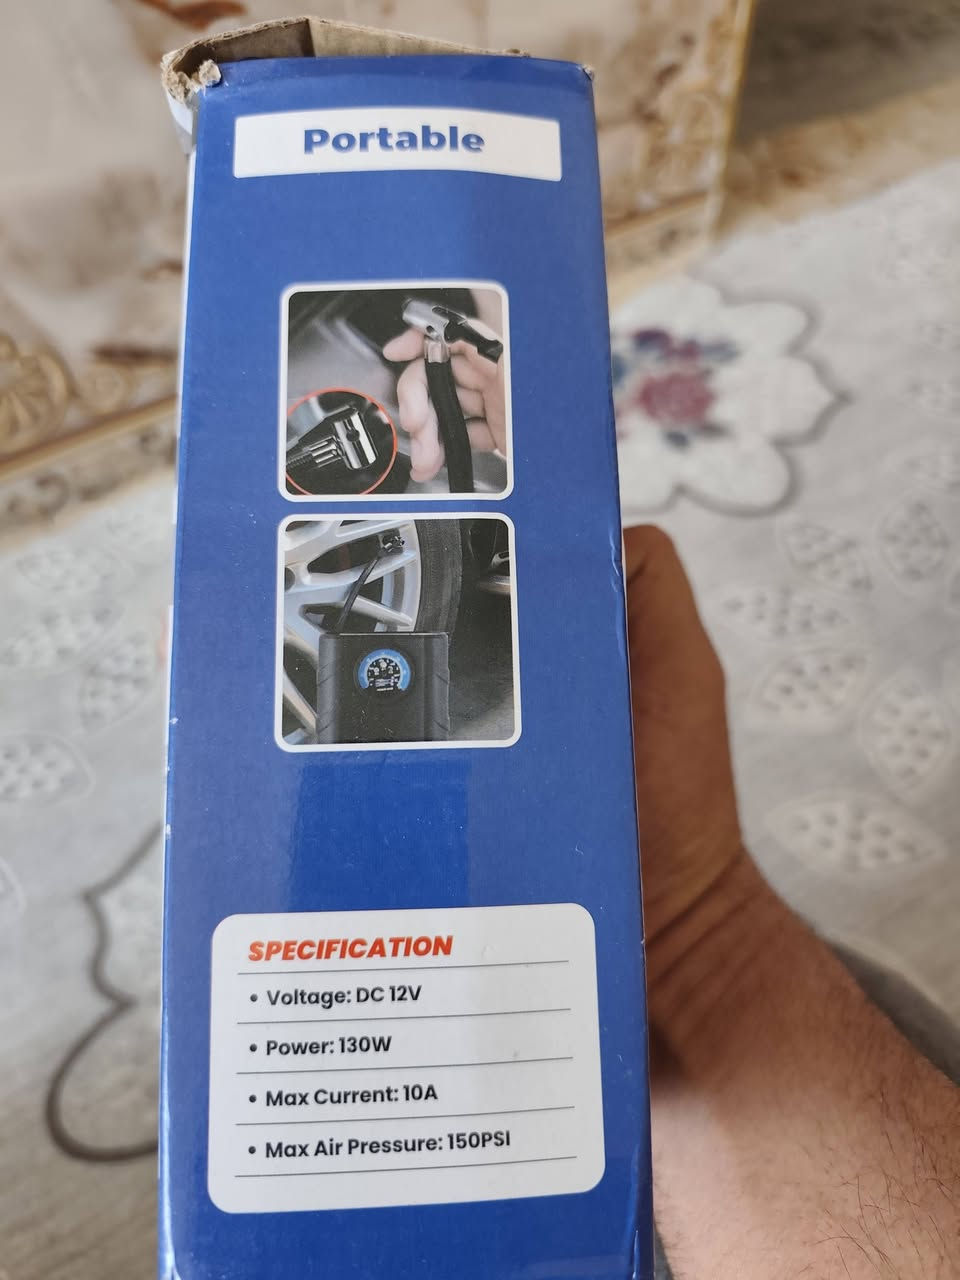 Portable
SPECIFICATION
• Voltage: DC 12V
• Power: 130W
• Max Current: 10A
• Max Air Pressure: 150PSI